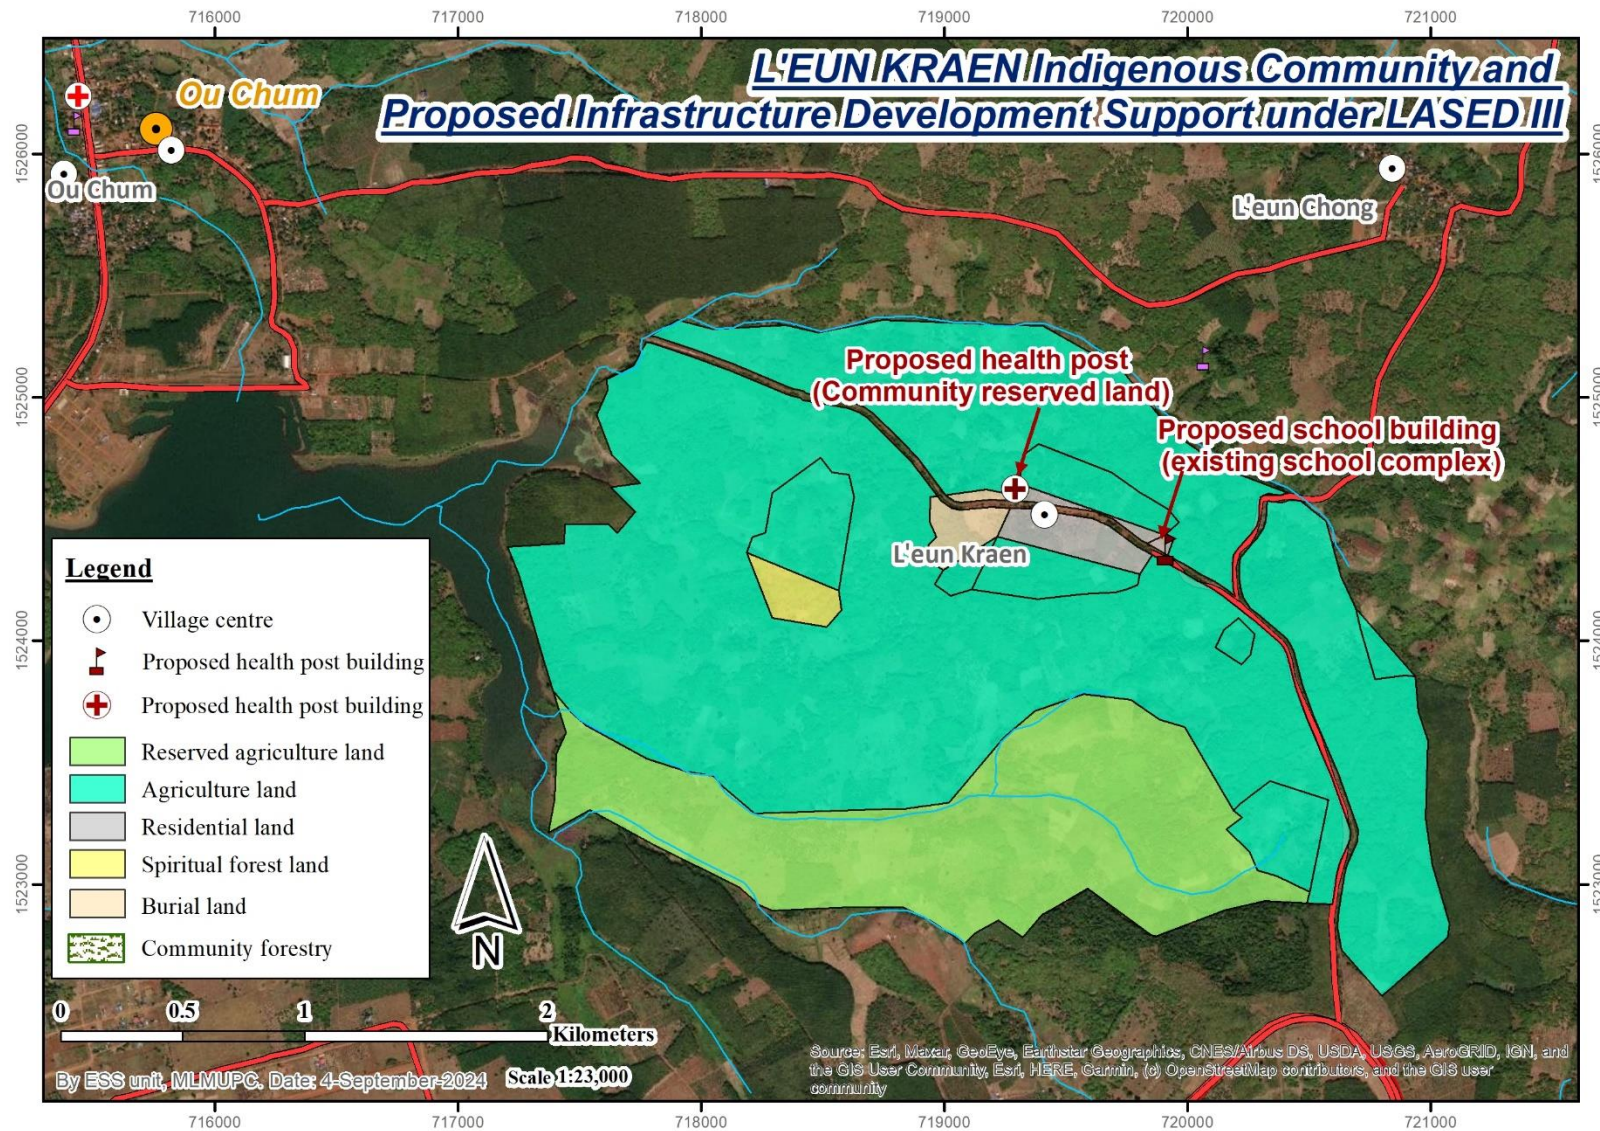 716000 717000 718000 719000 720000 721000
L'EUN KRAEN Indigenous Community and
Proposed Infrastructure Development Support under LASED III
Ou Chum
1526000
1526000
Ou Chum
L'eun Chong
1525000
1525000
Proposed health post
(Community reserved land)
Proposed school building
(existing school complex)
L'eun Kraen
1524000
1524000
Legend
Village centre
Proposed health post building
Proposed health post building
Reserved agriculture land
Agriculture land
Residential land
Spiritual forest land
Burial land
Community forestry
1523000
1523000
N
0 0.5 1 2
Kilometers
By ESS unit, MLMUPC. Date: 4-September-2024
Scale 1:23,000
Source: Esri, Maxar, GeoEye, Earthstar Geographics, CNES/Airbus DS, USDA, USGS, AeroGRID, IGN, and
the GIS User Community, Esri, HERE, Garmin, (c) OpenStreetMap contributors, and the GIS user
community
716000 717000 718000 719000 720000 721000